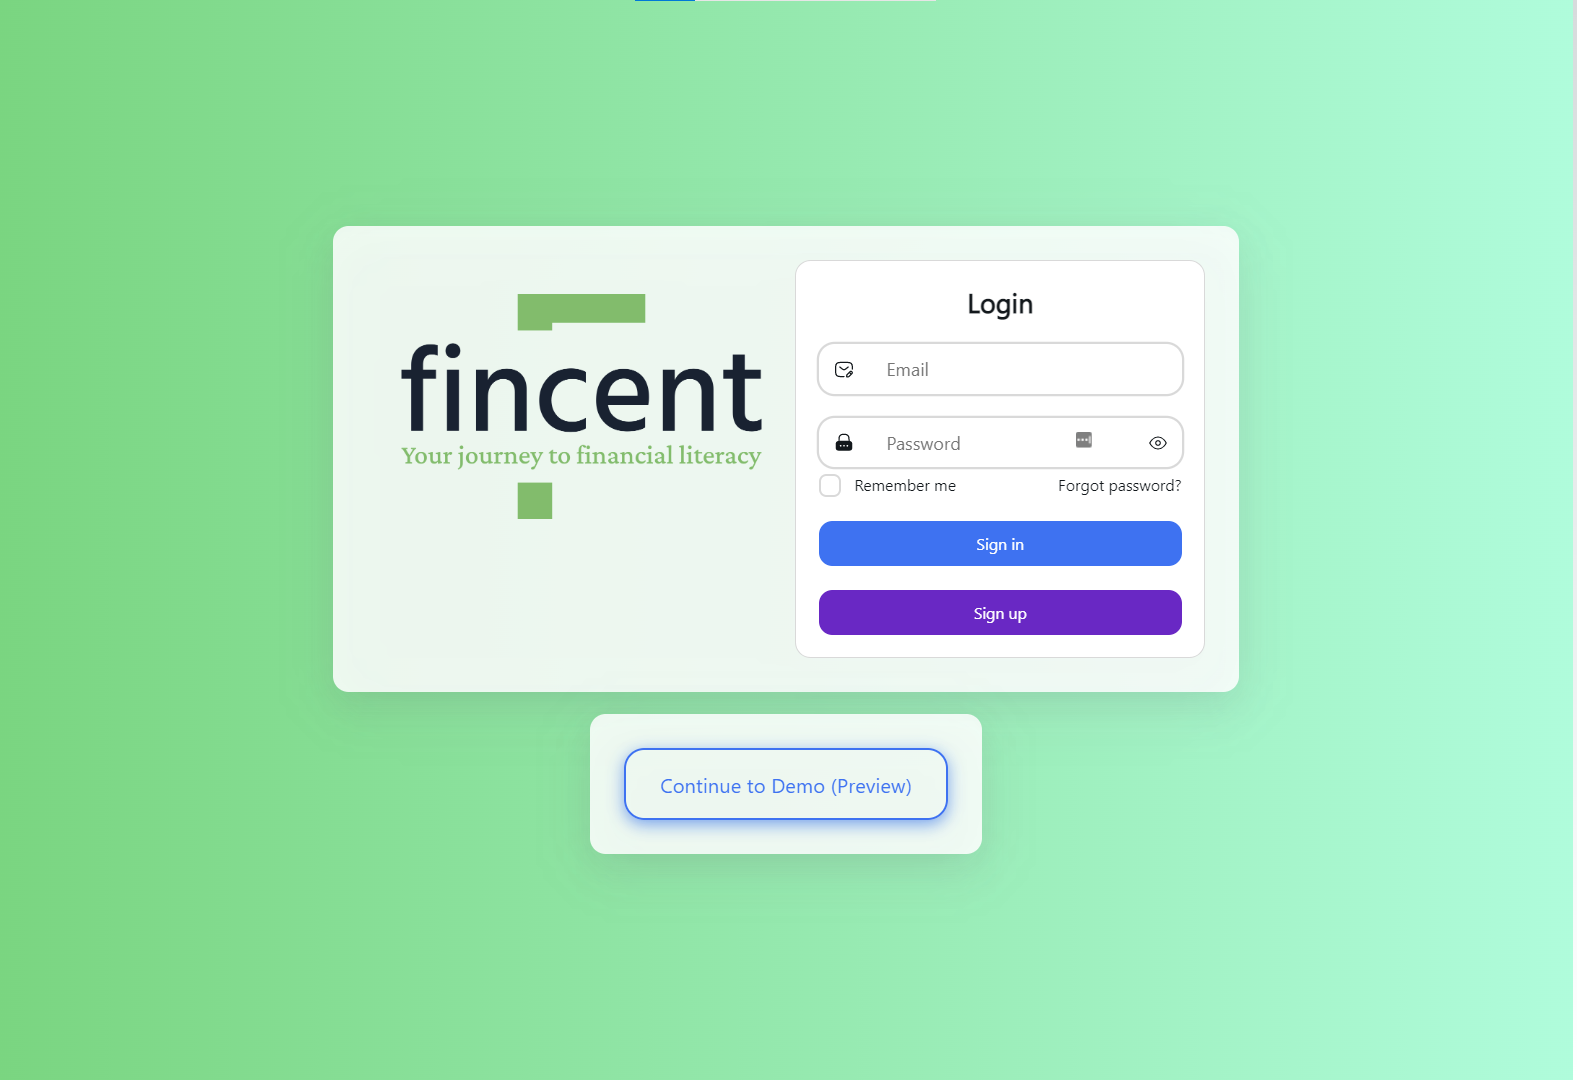 fincent
Your journey to financial literacy
Login
Email
Password
Remember me
Forgot password?
Sign in
Sign up
Continue to Demo (Preview)